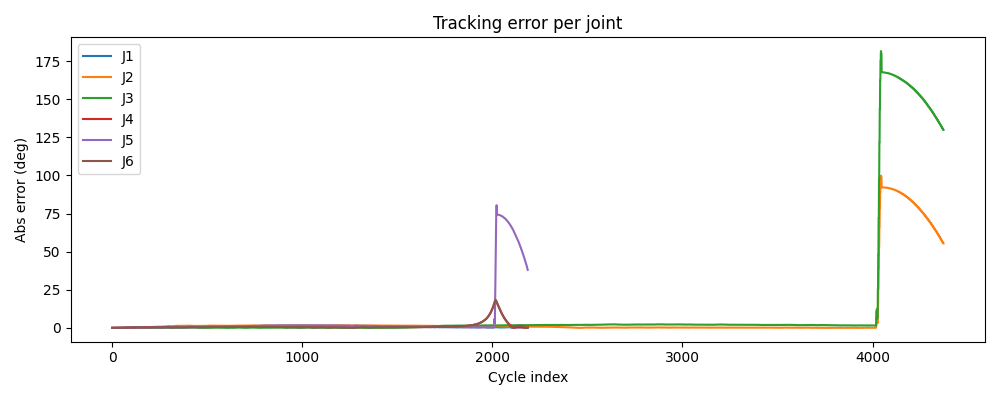 Tracking error per joint
J1
J2
J3
J4
J5
J6
Abs error (deg)
175
150
125
100
75
50
25
0
0 1000 2000 3000 4000
Cycle index